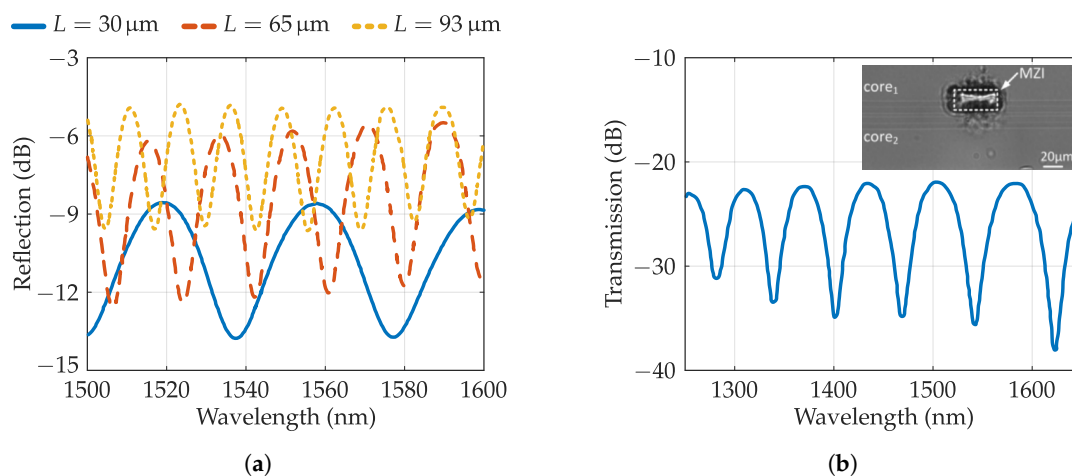 L = 30 μm L = 65 μm L = 93 μm
−3
−6
−9
−12
−15
Reflection (dB)
1500 1520 1540 1560 1580 1600
Wavelength (nm)
(a)
−10
−20
−30
−40
Transmission (dB)
MZI
core1
core2
20μm
1300 1400 1500 1600
Wavelength (nm)
(b)